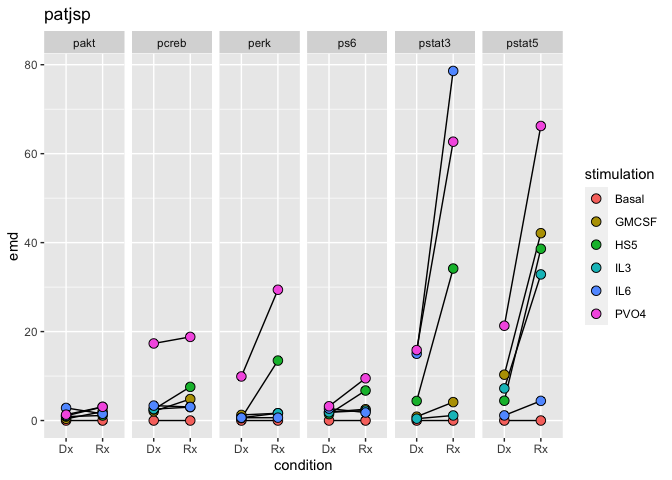 patjsp
pakt pcreb perk ps6 pstat3 pstat5
80
60
40
20
0
emd
Dx Rx Dx Rx Dx Rx Dx Rx Dx Rx Dx Rx
condition
stimulation
Basal
GMCSF
HS5
IL3
IL6
PVO4